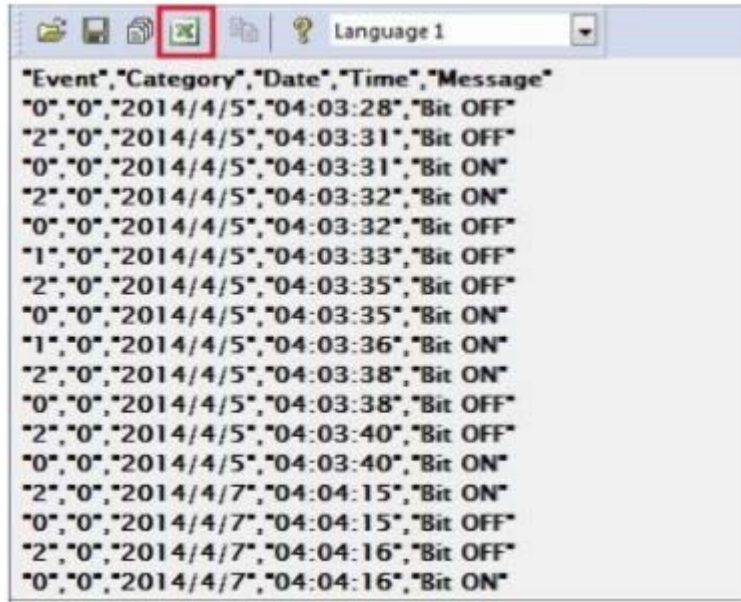 Language 1
"Event","Category","Date","Time","Message"
"0","0","2014/4/5","04:03:28","Bit OFF"
"2","0","2014/4/5","04:03:31","Bit OFF"
"0","0","2014/4/5","04:03:31","Bit ON"
"2","0","2014/4/5","04:03:32","Bit ON"
"0","0","2014/4/5","04:03:32","Bit OFF"
"1","0","2014/4/5","04:03:33","Bit OFF"
"2","0","2014/4/5","04:03:35","Bit OFF"
"0","0","2014/4/5","04:03:35","Bit ON"
"1","0","2014/4/5","04:03:36","Bit ON"
"2","0","2014/4/5","04:03:38","Bit ON"
"0","0","2014/4/5","04:03:38","Bit OFF"
"2","0","2014/4/5","04:03:40","Bit OFF"
"0","0","2014/4/5","04:03:40","Bit ON"
"2","0","2014/4/7","04:04:15","Bit ON"
"0","0","2014/4/7","04:04:15","Bit OFF"
"2","0","2014/4/7","04:04:16","Bit OFF"
"0","0","2014/4/7","04:04:16","Bit ON"